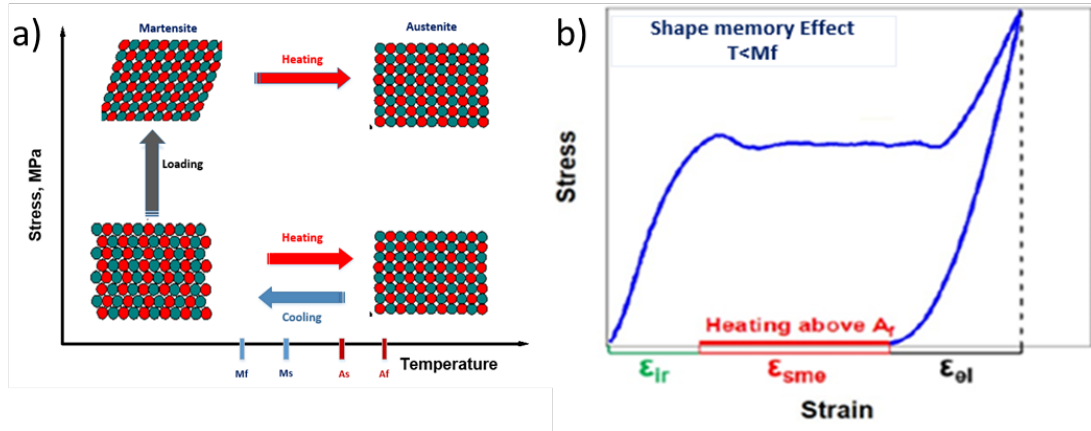 a)
Martensite
Austenite
Heating
Loading
Stress, MPa
Heating
Cooling
Mf
Ms
As
Af
Temperature
b)
Shape memory Effect
T<Mf
Stress
Heating above Af
εir
εsme
εel
Strain